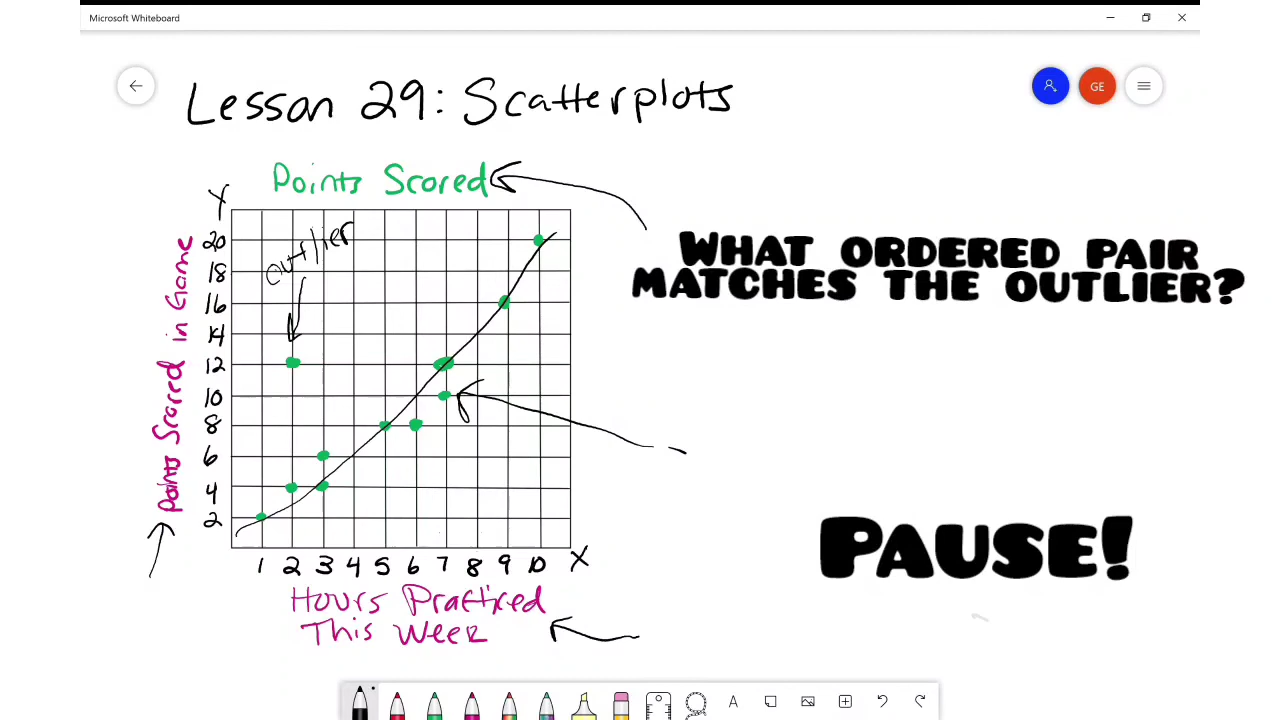 Microsoft Whiteboard
GE
Lesson 29: Scatterplots
Points Scored
Y
outlier
WHAT ORDERED PAIR
MATCHES THE OUTLIER?
Points Scored in Game
20
18
16
14
12
10
8
6
4
2
1 2 3 4 5 6 7 8 9 10 X
Hours Practiced
This Week
PAUSE!
A